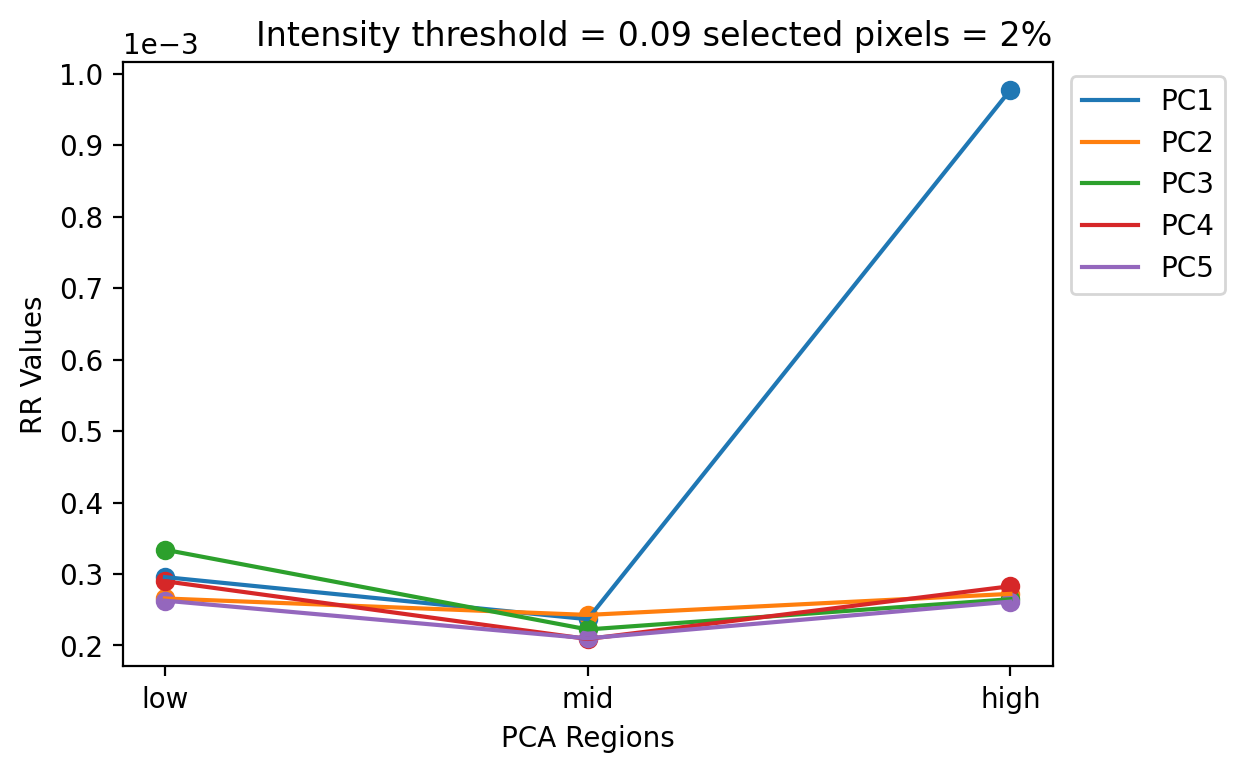 Intensity threshold = 0.09 selected pixels = 2%
1e−3
1.0
0.9
0.8
0.7
0.6
0.5
0.4
0.3
0.2
RR Values
low
mid
high
PCA Regions
PC1
PC2
PC3
PC4
PC5